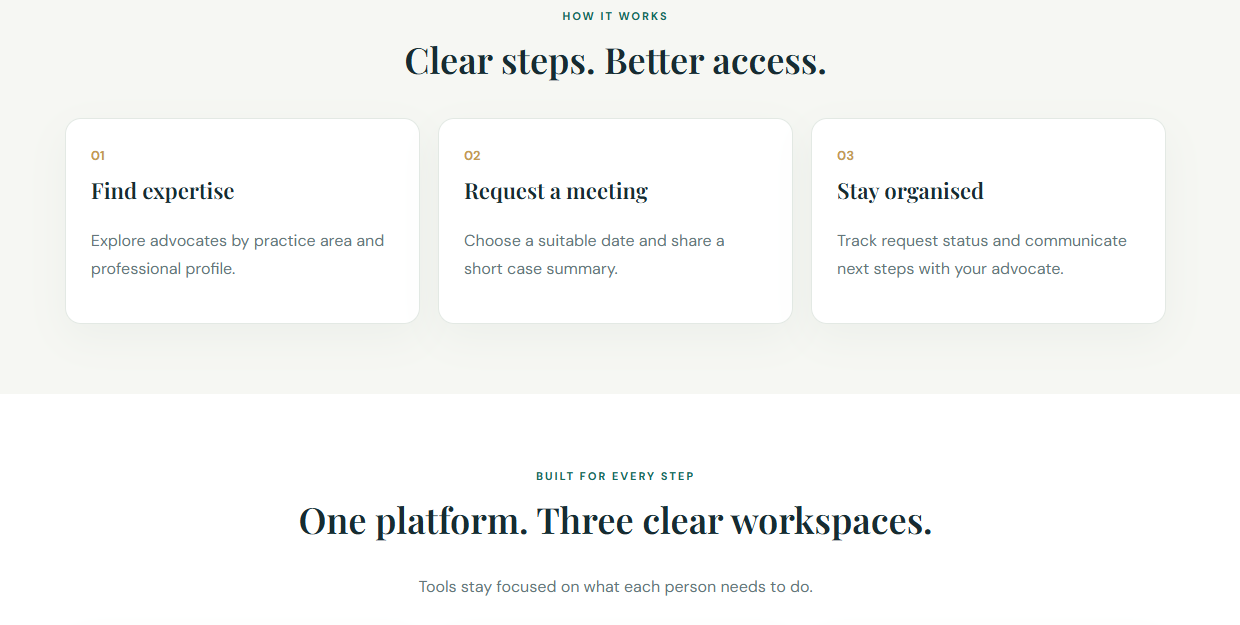 HOW IT WORKS
Clear steps. Better access.
01
Find expertise
Explore advocates by practice area and
professional profile.
02
Request a meeting
Choose a suitable date and share a
short case summary.
03
Stay organised
Track request status and communicate
next steps with your advocate.
BUILT FOR EVERY STEP
One platform. Three clear workspaces.
Tools stay focused on what each person needs to do.